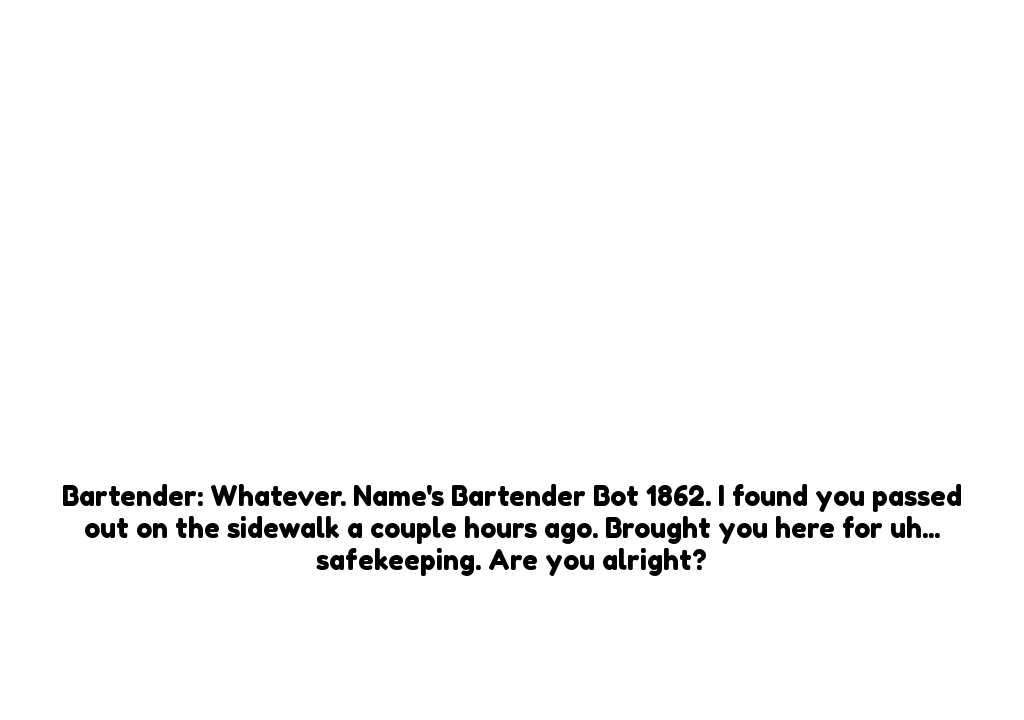 Bartender: Whatever. Name's Bartender Bot 1862. I found you passed
out on the sidewalk a couple hours ago. Brought you here for uh...
safekeeping. Are you alright?